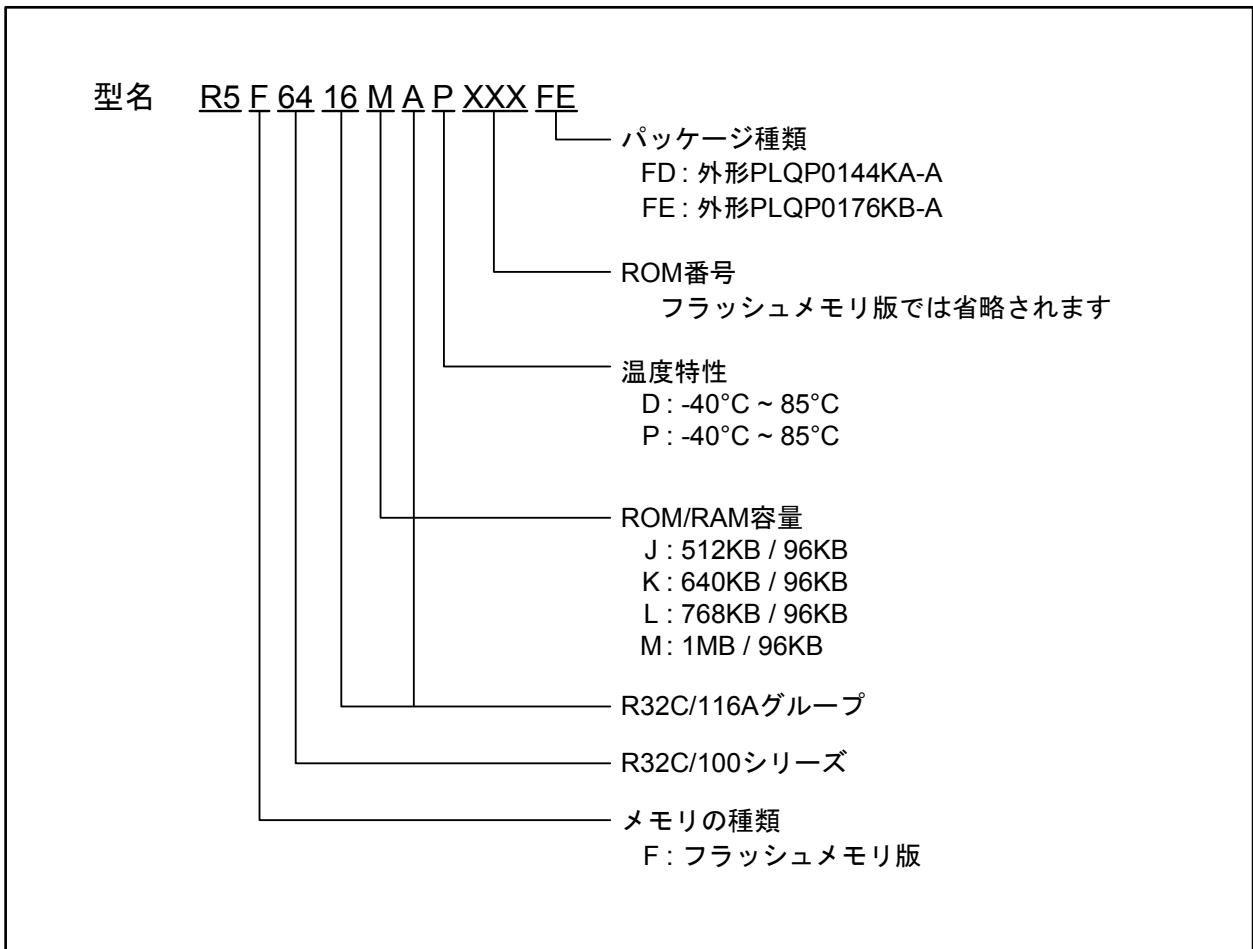 型名 R5 F 64 16 M A P XXX FE
パッケージ種類
FD : 外形PLQP0144KA-A
FE : 外形PLQP0176KB-A
ROM番号
フラッシュメモリ版では省略されます
温度特性
D : -40°C ~ 85°C
P : -40°C ~ 85°C
ROM/RAM容量
J : 512KB / 96KB
K : 640KB / 96KB
L : 768KB / 96KB
M : 1MB / 96KB
R32C/116Aグループ
R32C/100シリーズ
メモリの種類
F : フラッシュメモリ版